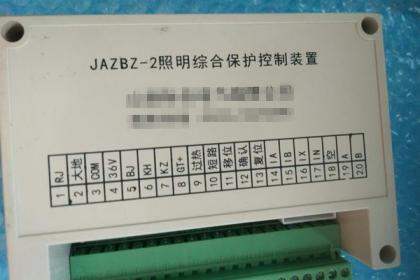 JAZBZ-2照明综合保护控制装置
1 RJ
2 大地
3 COM
4 36V
5 BJ
6 KH
7 KZ
8 GT+
9 过热
10 短路
11 移位
12 确认
13 复位
14 IA
15 IB
16 IX
17 IN
18 空
19 A
20 B